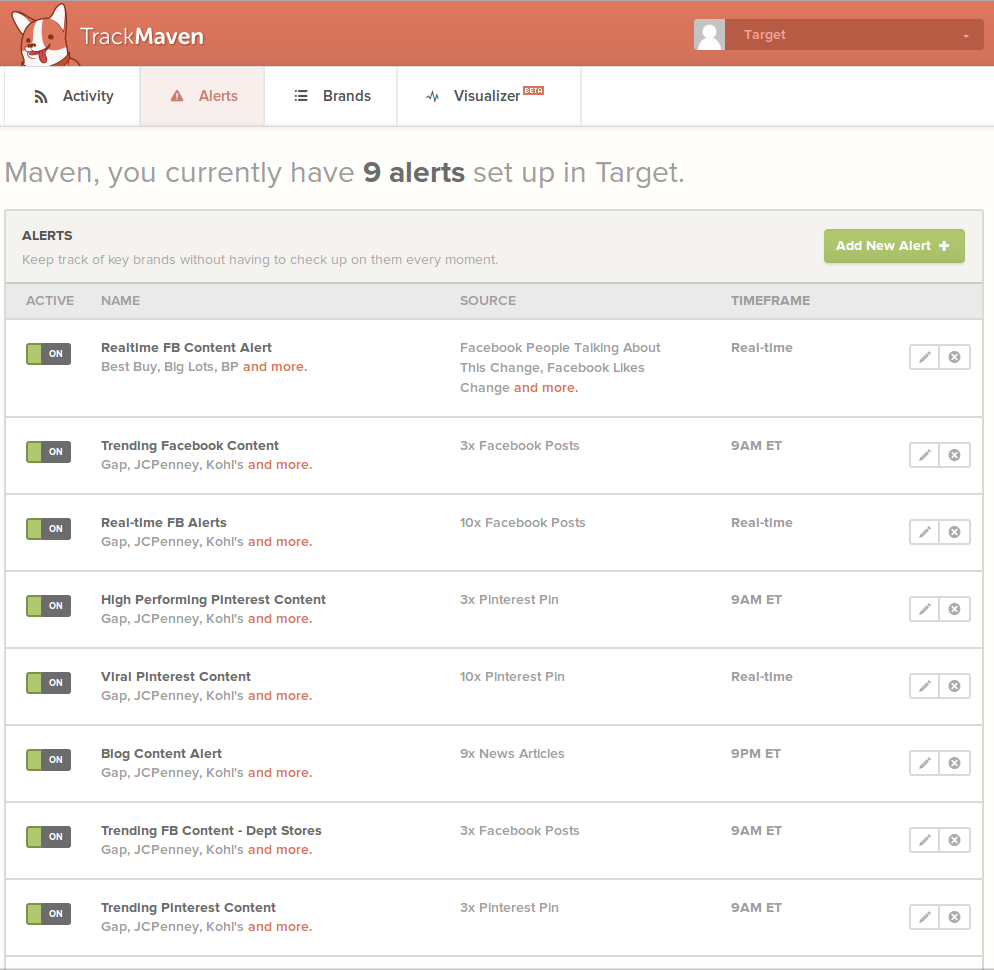 TrackMaven
Target
Activity
Alerts
Brands
Visualizer BETA
Maven, you currently have 9 alerts set up in Target.
ALERTS
Keep track of key brands without having to check up on them every moment.
Add New Alert +
ACTIVE NAME SOURCE TIMEFRAME
ON
Realtime FB Content Alert
Best Buy, Big Lots, BP and more.
Facebook People Talking About
This Change, Facebook Likes
Change and more.
Real-time
ON
Trending Facebook Content
Gap, JCPenney, Kohl's and more.
3x Facebook Posts
9AM ET
ON
Real-time FB Alerts
Gap, JCPenney, Kohl's and more.
10x Facebook Posts
Real-time
ON
High Performing Pinterest Content
Gap, JCPenney, Kohl's and more.
3x Pinterest Pin
9AM ET
ON
Viral Pinterest Content
Gap, JCPenney, Kohl's and more.
10x Pinterest Pin
Real-time
ON
Blog Content Alert
Gap, JCPenney, Kohl's and more.
9x News Articles
9PM ET
ON
Trending FB Content - Dept Stores
Gap, JCPenney, Kohl's and more.
3x Facebook Posts
9AM ET
ON
Trending Pinterest Content
Gap, JCPenney, Kohl's and more.
3x Pinterest Pin
9AM ET